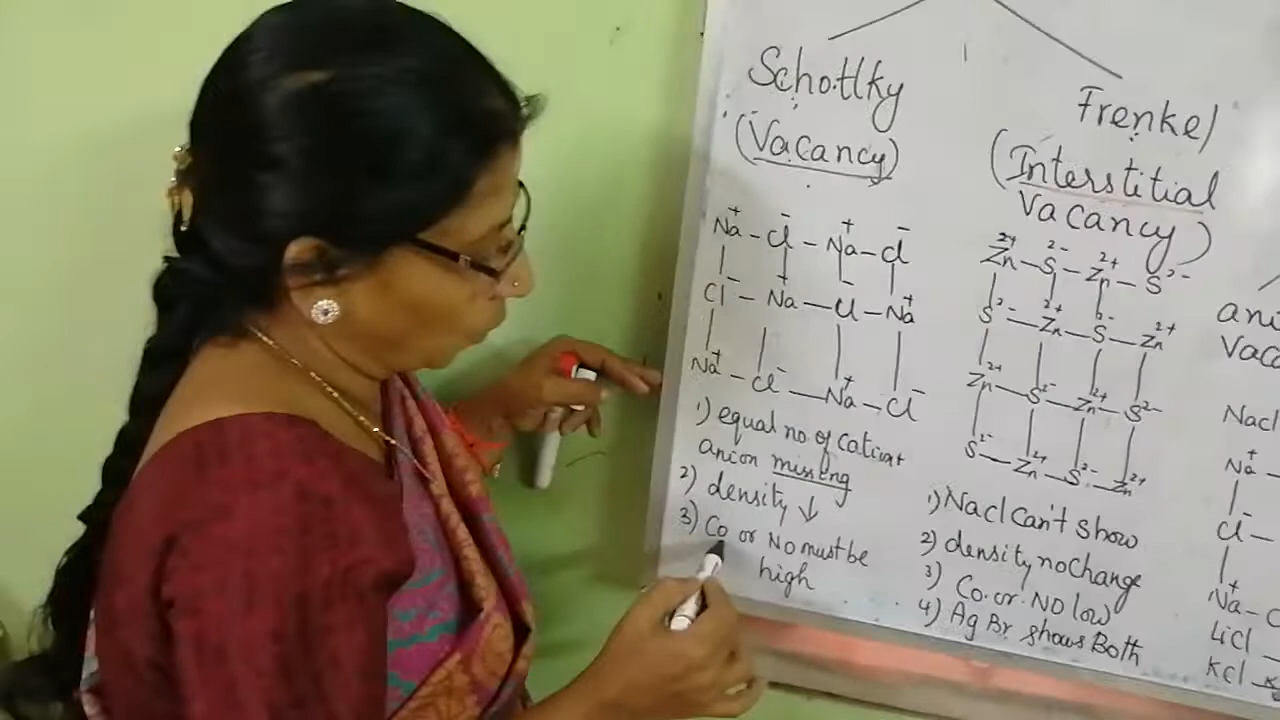 Schottky
(Vacancy)
Na⁺ - Cl⁻ - Na⁺ - Cl⁻
Cl⁻ - Na⁺ - Cl⁻ - Na⁺
Na⁺ - Cl⁻ - Na⁺ - Cl⁻
1) equal no. of cation +
anion missing
2) density ↓
3) Co or No must be
high
Frenkel
(Interstitial
Vacancy)
Zn²⁺ - S²⁻ - Zn²⁺ - S²⁻
S²⁻ - Zn²⁺ - S²⁻ - Zn²⁺
Zn²⁺ - S²⁻ - Zn²⁺ - S²⁻
S²⁻ - Zn²⁺ - S²⁻ - Zn²⁺
1) Nacl Can't show
2) density no Change
3) Co. or. No low
4) Ag Br shows Both
ani
Vaca
Nacl
Na⁺ -
Cl⁻ -
Na⁺ - C
Licl
Kcl